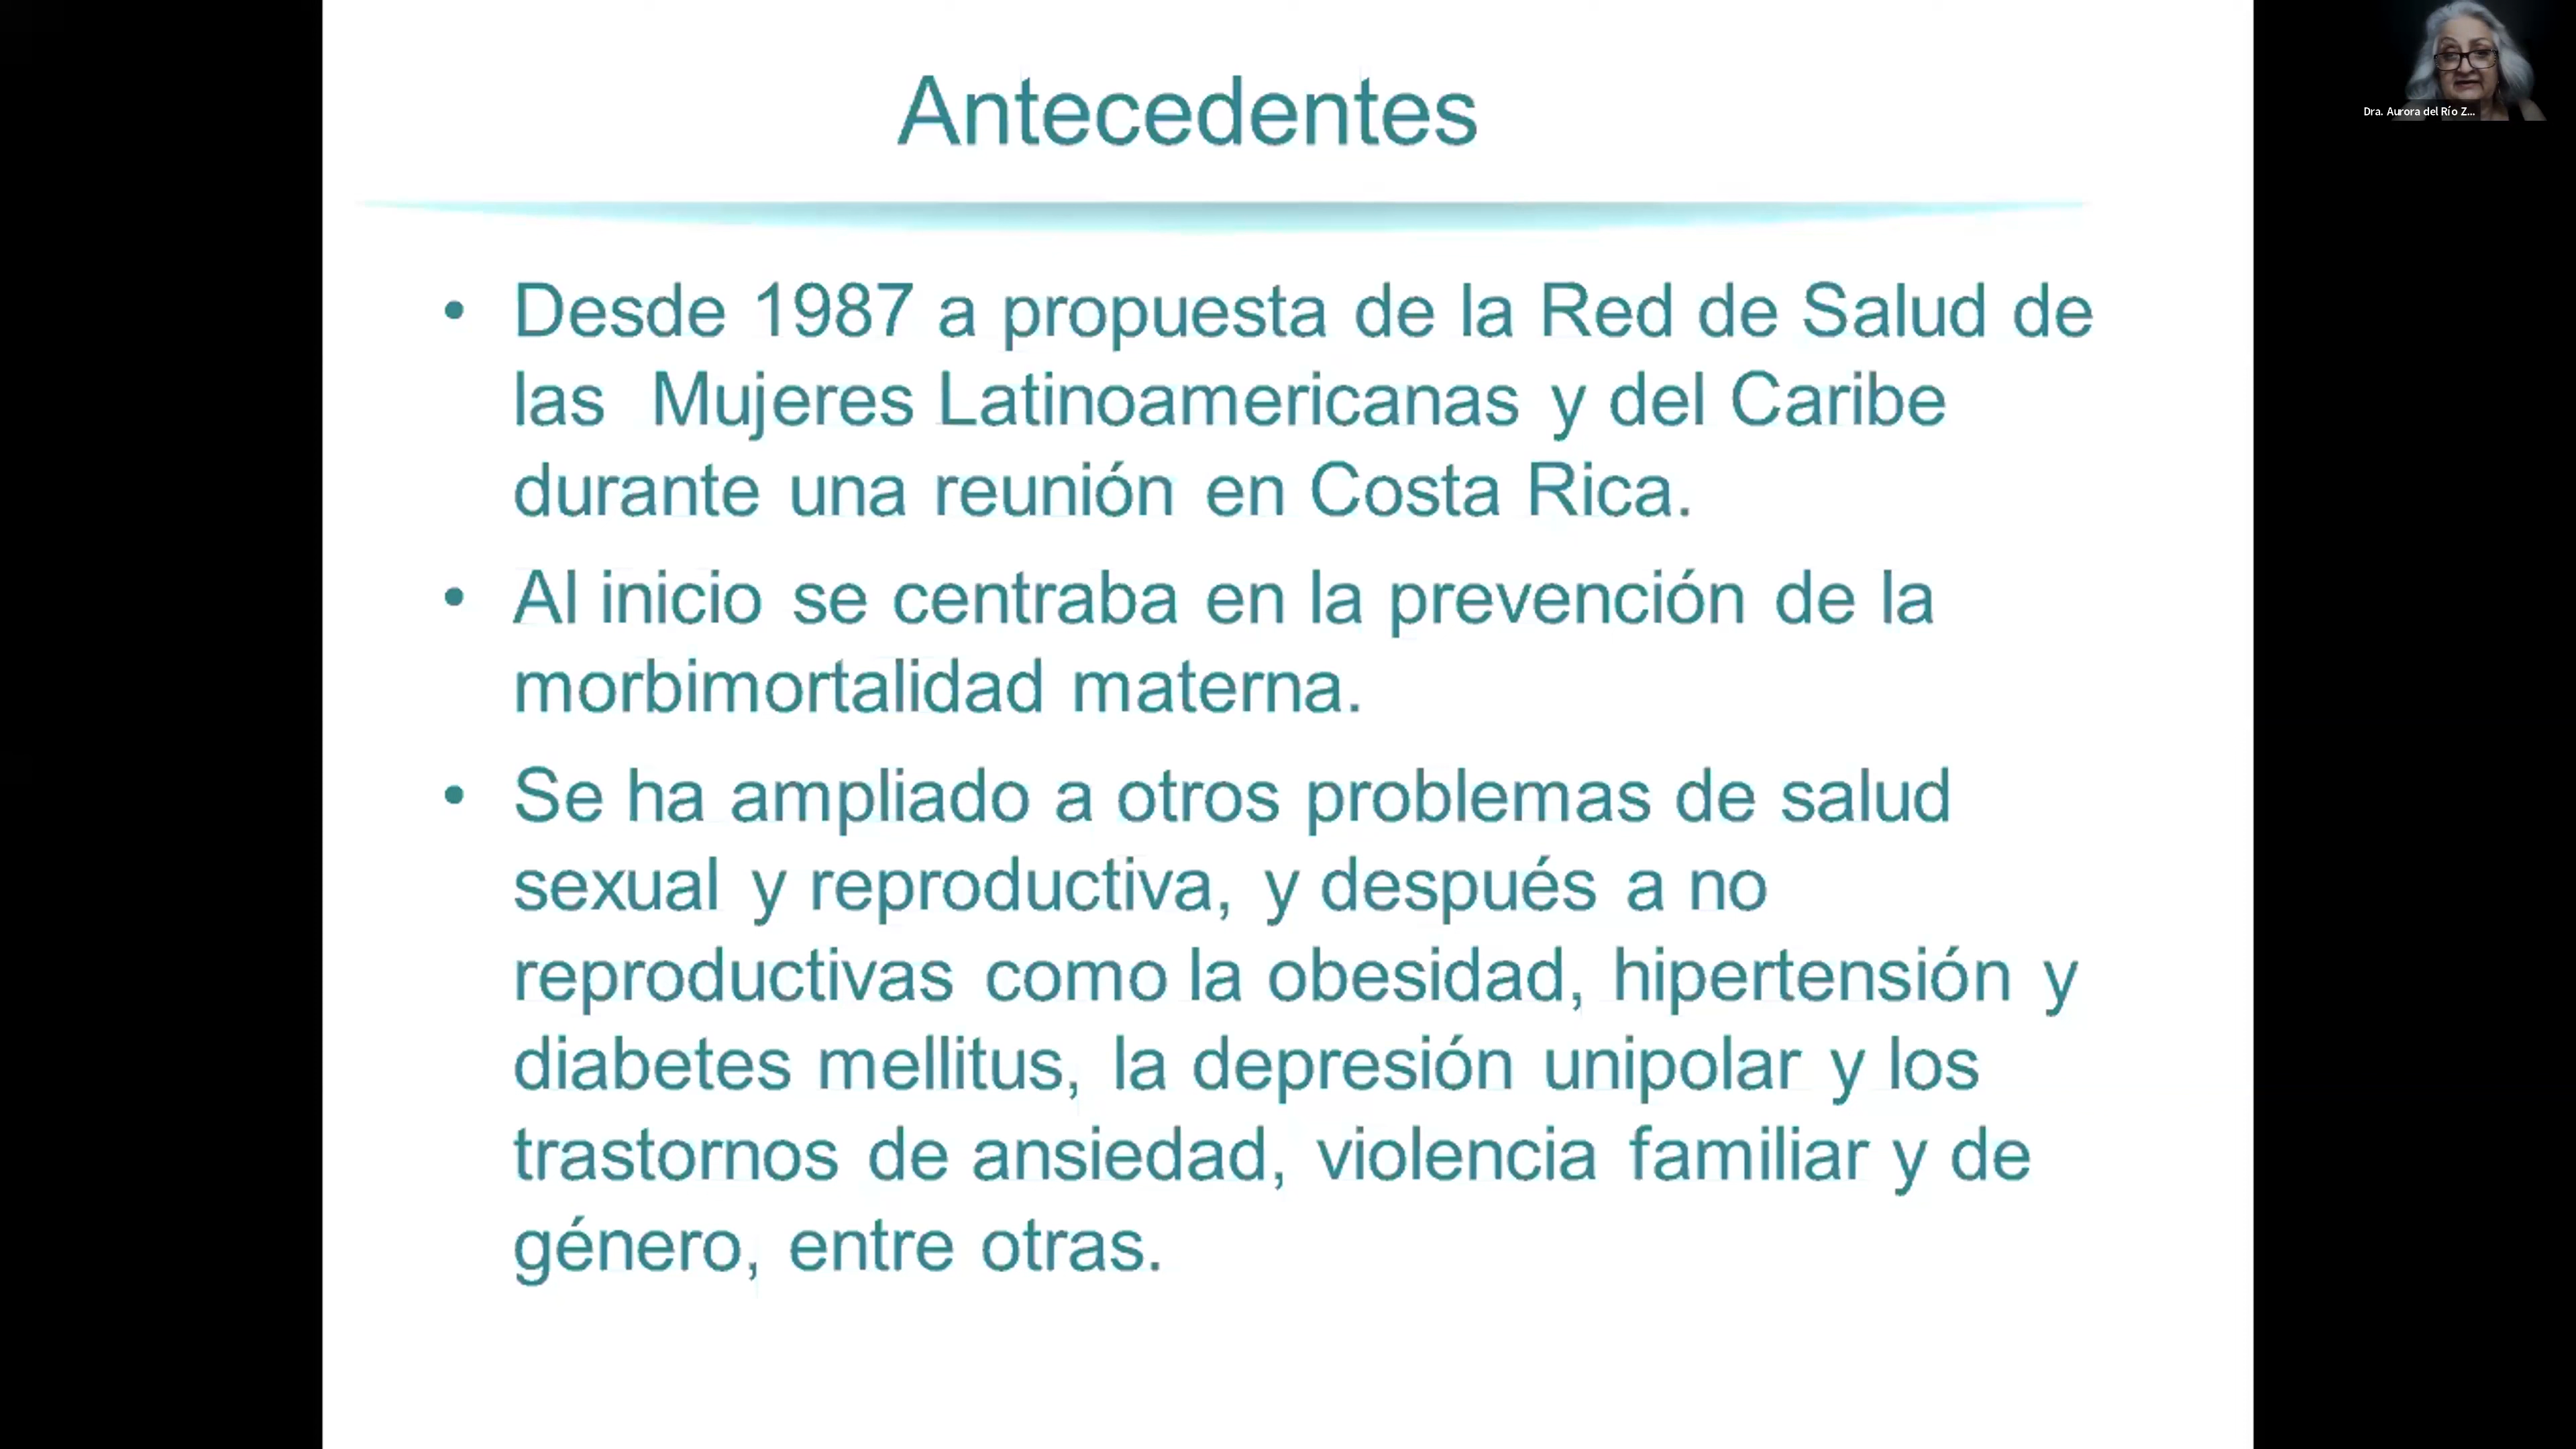 Antecedentes
Dra. Aurora del Río Z...
• Desde 1987 a propuesta de la Red de Salud de
las Mujeres Latinoamericanas y del Caribe
durante una reunión en Costa Rica.
• Al inicio se centraba en la prevención de la
morbimortalidad materna.
• Se ha ampliado a otros problemas de salud
sexual y reproductiva, y después a no
reproductivas como la obesidad, hipertensión y
diabetes mellitus, la depresión unipolar y los
trastornos de ansiedad, violencia familiar y de
género, entre otras.